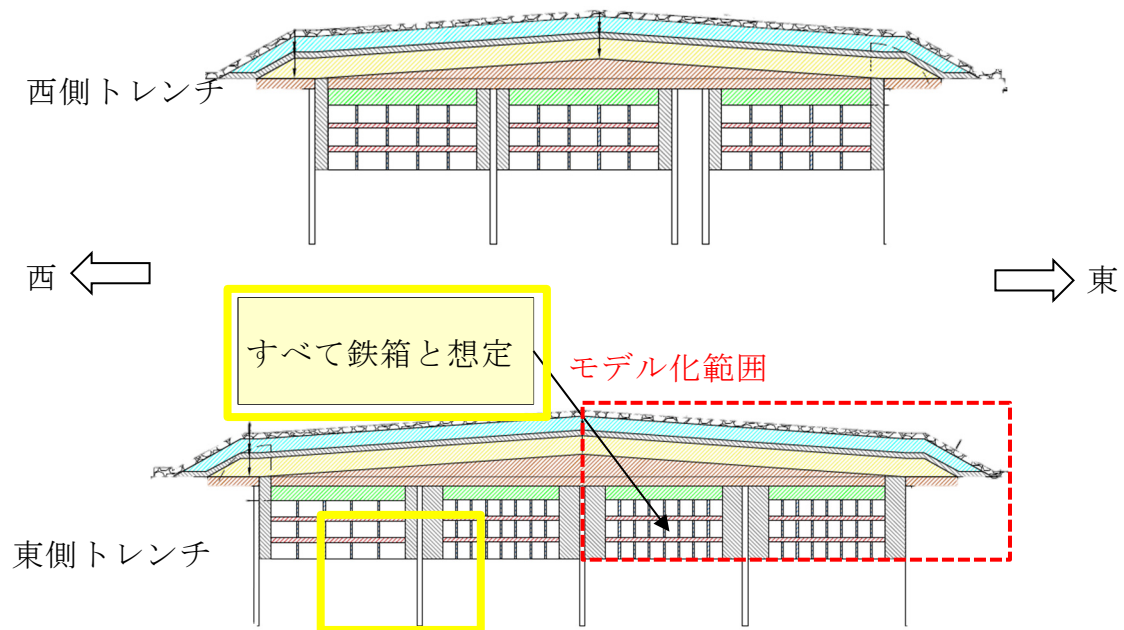 西側トレンチ
西
東
すべて鉄箱と想定
モデル化範囲
東側トレンチ